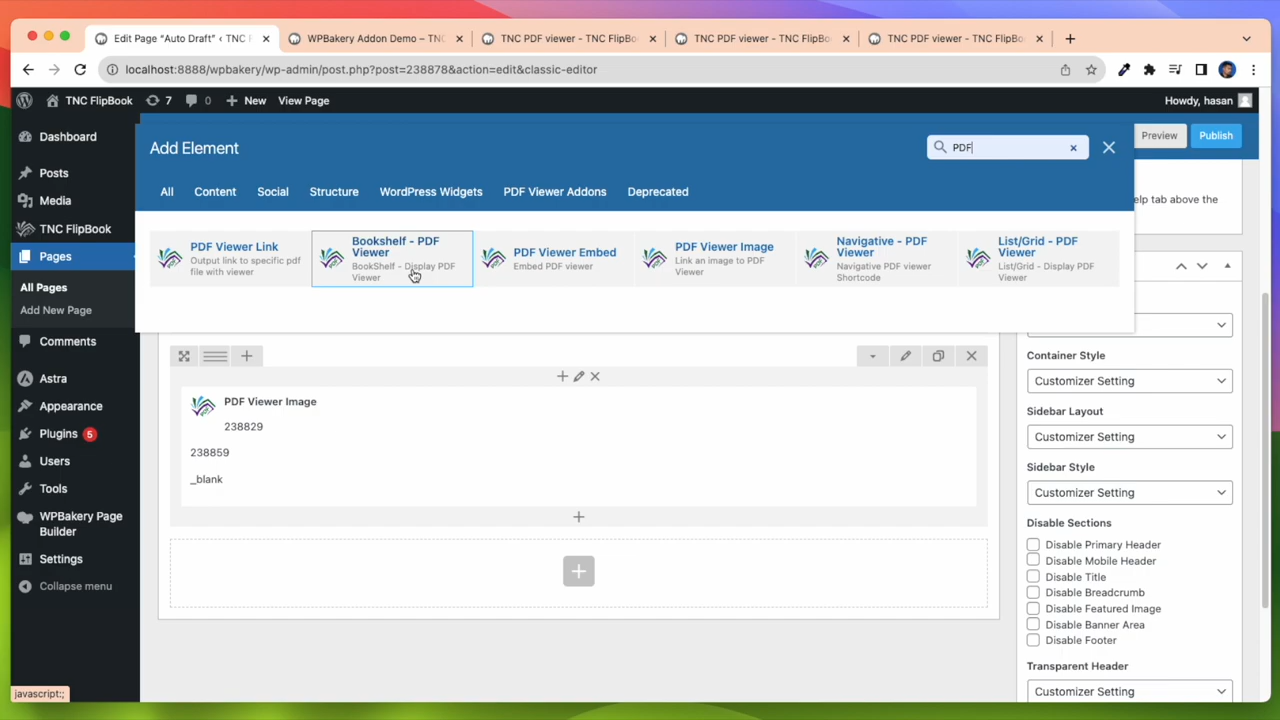 Edit Page “Auto Draft” ‹ TNC
WPBakery Addon Demo – TN
TNC PDF viewer - TNC FlipBo
TNC PDF viewer - TNC FlipBo
TNC PDF viewer - TNC FlipBo
localhost:8888/wpbakery/wp-admin/post.php?post=238878&action=edit&classic-editor
TNC FlipBook
7
0
New
View Page
Howdy, hasan
Dashboard
Posts
Media
TNC FlipBook
Pages
All Pages
Add New Page
Comments
Astra
Appearance
Plugins 5
Users
Tools
WPBakery Page
Builder
Settings
Collapse menu
javascript:;
Add Element
PDF
Preview
Publish
All
Content
Social
Structure
WordPress Widgets
PDF Viewer Addons
Deprecated
elp tab above the
PDF Viewer Link
Output link to specific pdf
file with viewer
Bookshelf - PDF
Viewer
BookShelf - Display PDF
Viewer
PDF Viewer Embed
Embed PDF viewer
PDF Viewer Image
Link an image to PDF
Viewer
Navigative - PDF
Viewer
Navigative PDF viewer
Shortcode
List/Grid - PDF
Viewer
List/Grid - Display PDF
Viewer
PDF Viewer Image
238829
238859
_blank
Container Style
Customizer Setting
Sidebar Layout
Customizer Setting
Sidebar Style
Customizer Setting
Disable Sections
Disable Primary Header
Disable Mobile Header
Disable Title
Disable Breadcrumb
Disable Featured Image
Disable Banner Area
Disable Footer
Transparent Header
Customizer Setting